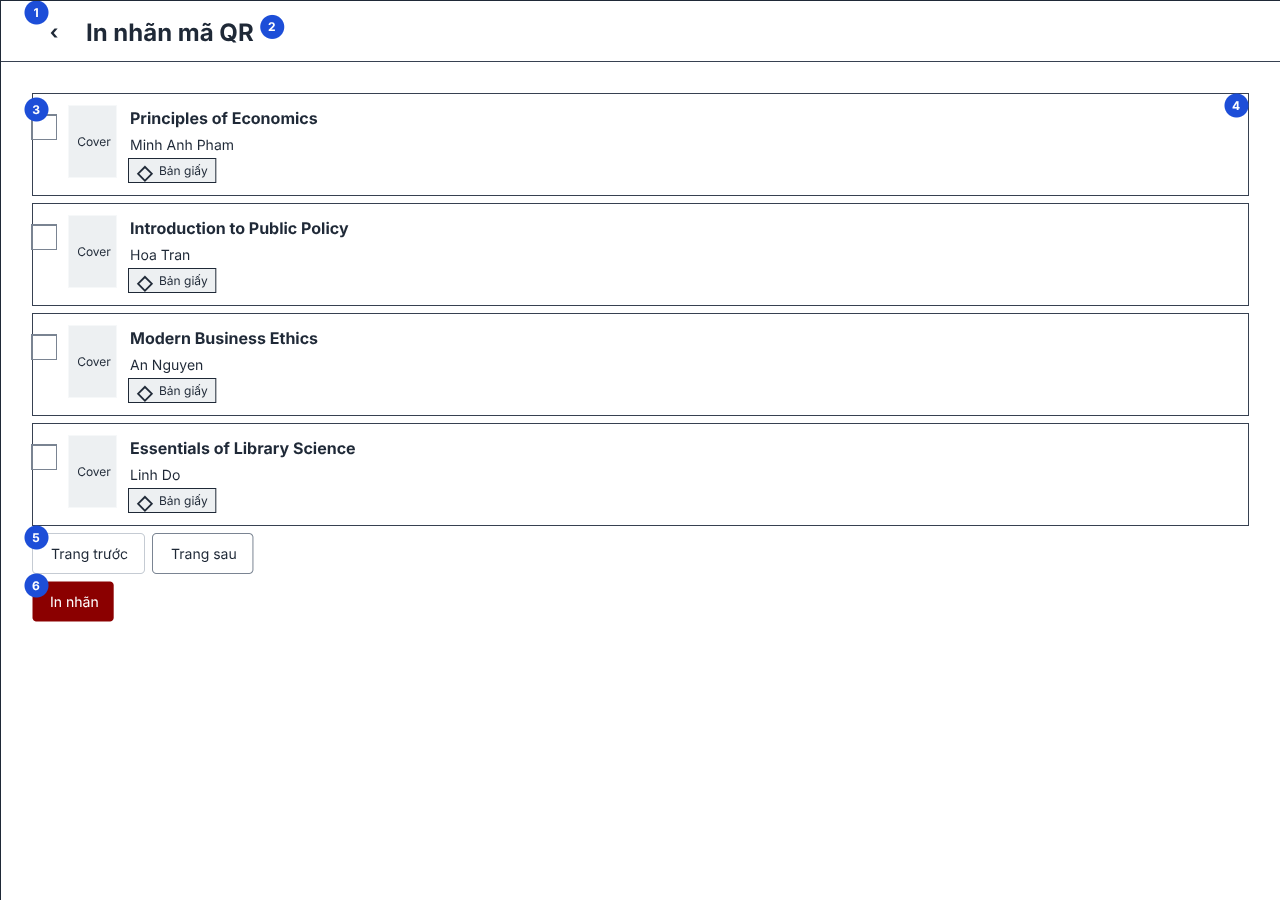 1
‹ In nhãn mã QR 2
3
4
Cover
Principles of Economics
Minh Anh Pham
Bản giấy
Cover
Introduction to Public Policy
Hoa Tran
Bản giấy
Cover
Modern Business Ethics
An Nguyen
Bản giấy
Cover
Essentials of Library Science
Linh Do
Bản giấy
5
Trang trước Trang sau
6
In nhãn